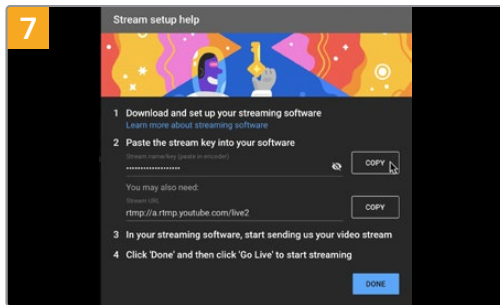 7
Stream setup help
1 Download and set up your streaming software
Learn more about streaming software
2 Paste the stream key into your software
Stream name/key (paste in encoder)
••••••••••••••••••
COPY
You may also need:
Stream URL
rtmp://a.rtmp.youtube.com/live2
COPY
3 In your streaming software, start sending us your video stream
4 Click 'Done' and then click 'Go Live' to start streaming
DONE